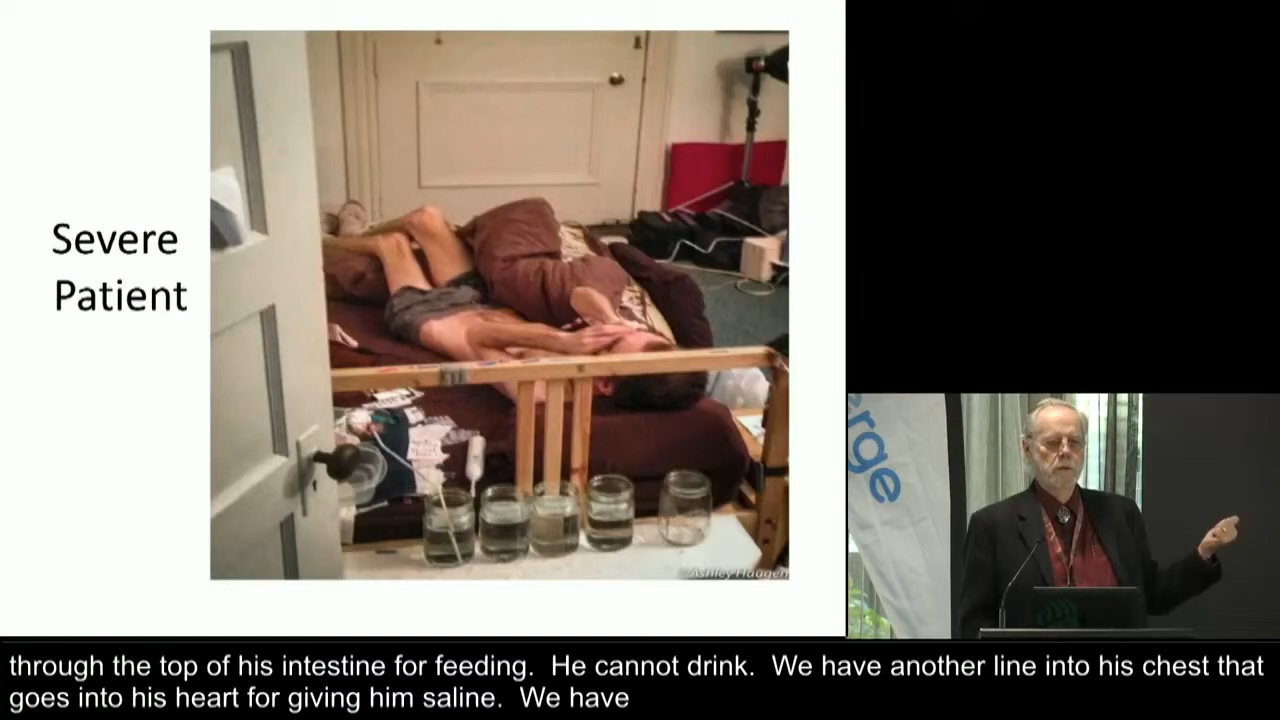 Severe
Patient
Ashley Haugen
erge
through the top of his intestine for feeding.  He cannot drink.  We have another line into his chest that
goes into his heart for giving him saline.  We have